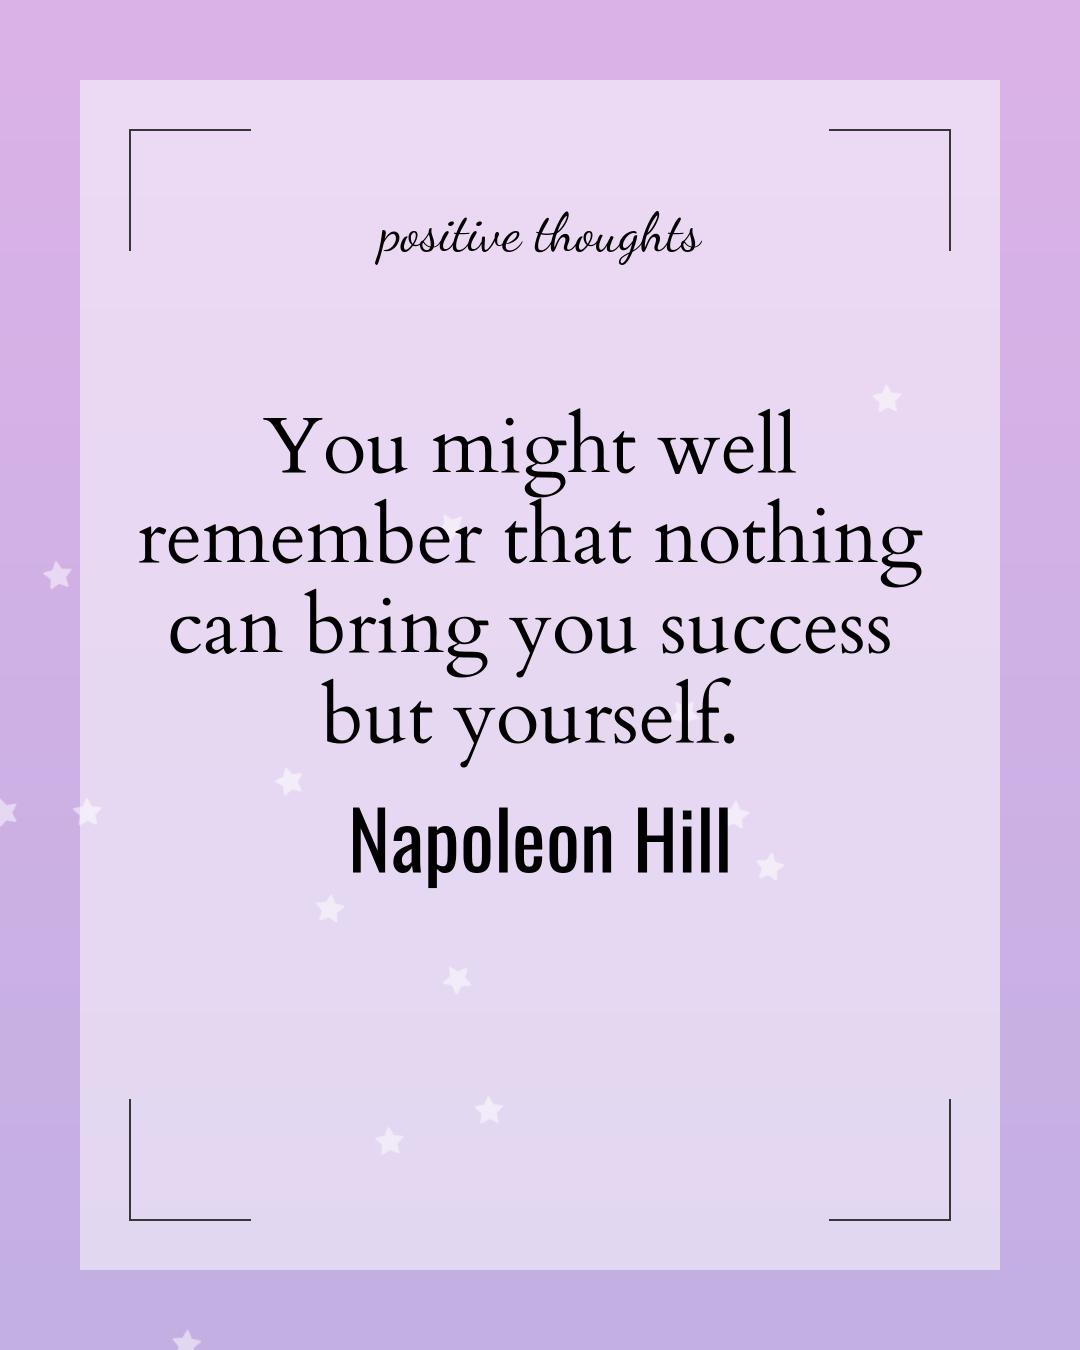 positive thoughts
You might well
remember that nothing
can bring you success
but yourself.
Napoleon Hill